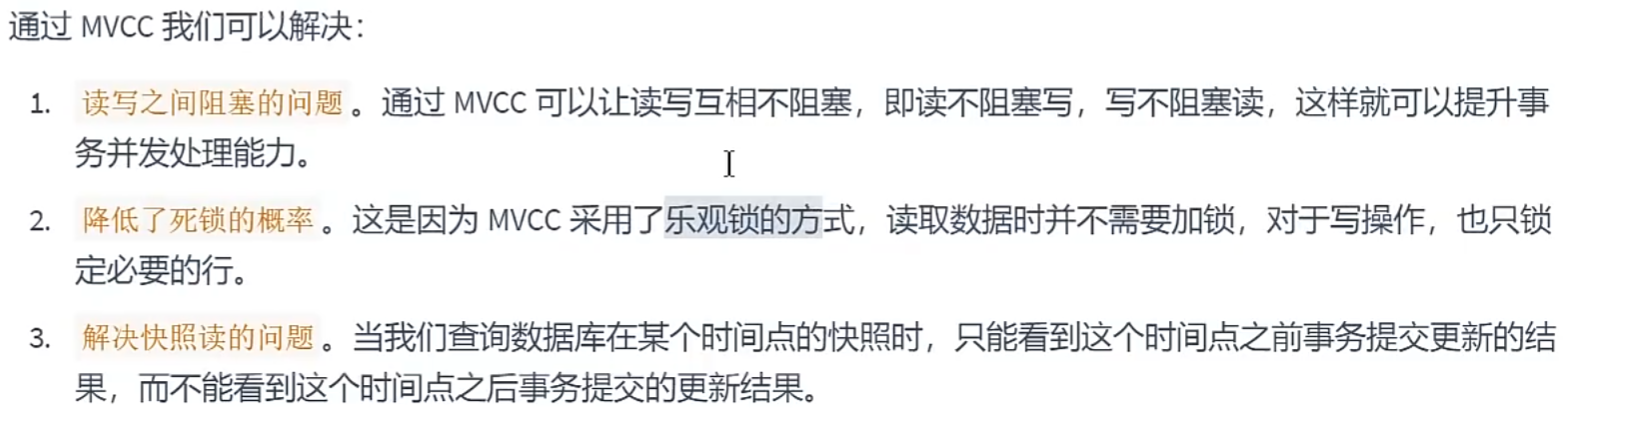 通过 MVCC 我们可以解决：
1. 读写之间阻塞的问题。通过 MVCC 可以让读写互相不阻塞，即读不阻塞写，写不阻塞读，这样就可以提升事
务并发处理能力。
2. 降低了死锁的概率。这是因为 MVCC 采用了乐观锁的方式，读取数据时并不需要加锁，对于写操作，也只锁
定必要的行。
3. 解决快照读的问题。当我们查询数据库在某个时间点的快照时，只能看到这个时间点之前事务提交更新的结
果，而不能看到这个时间点之后事务提交的更新结果。